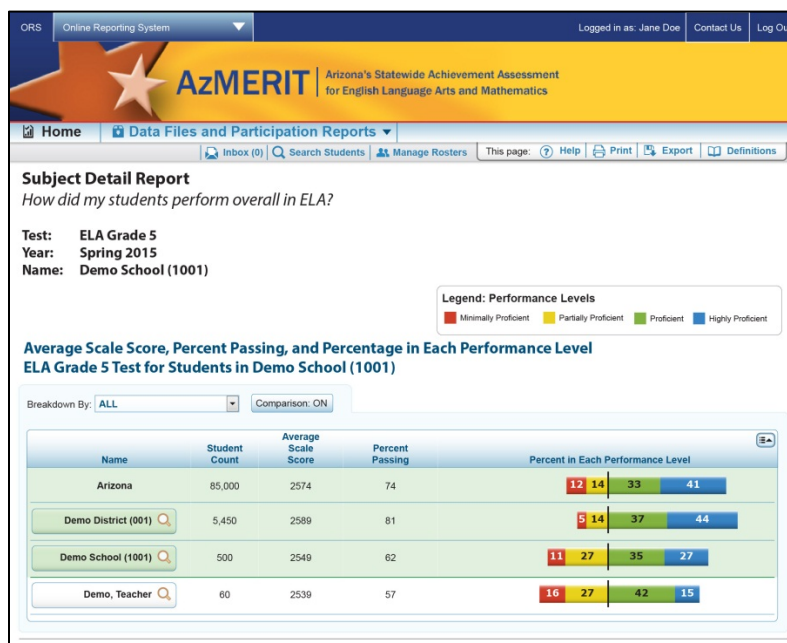 ORS Online Reporting System Logged in as: Jane Doe Contact Us Log Ou
AzMERIT Arizona's Statewide Achievement Assessment
for English Language Arts and Mathematics
Home Data Files and Participation Reports
Inbox (0) Search Students Manage Rosters This page: ? Help Print Export Definitions
Subject Detail Report
How did my students perform overall in ELA?
Test: ELA Grade 5
Year: Spring 2015
Name: Demo School (1001)
Legend: Performance Levels
Minimally Proficient Partially Proficient Proficient Highly Proficient
Average Scale Score, Percent Passing, and Percentage in Each Performance Level
ELA Grade 5 Test for Students in Demo School (1001)
Breakdown By: ALL Comparison: ON
Name Student Count Average Scale Score Percent Passing Percent in Each Performance Level
Arizona 85,000 2574 74 12 14 33 41
Demo District (001) 5,450 2589 81 5 14 37 44
Demo School (1001) 500 2549 62 11 27 35 27
Demo, Teacher 60 2539 57 16 27 42 15